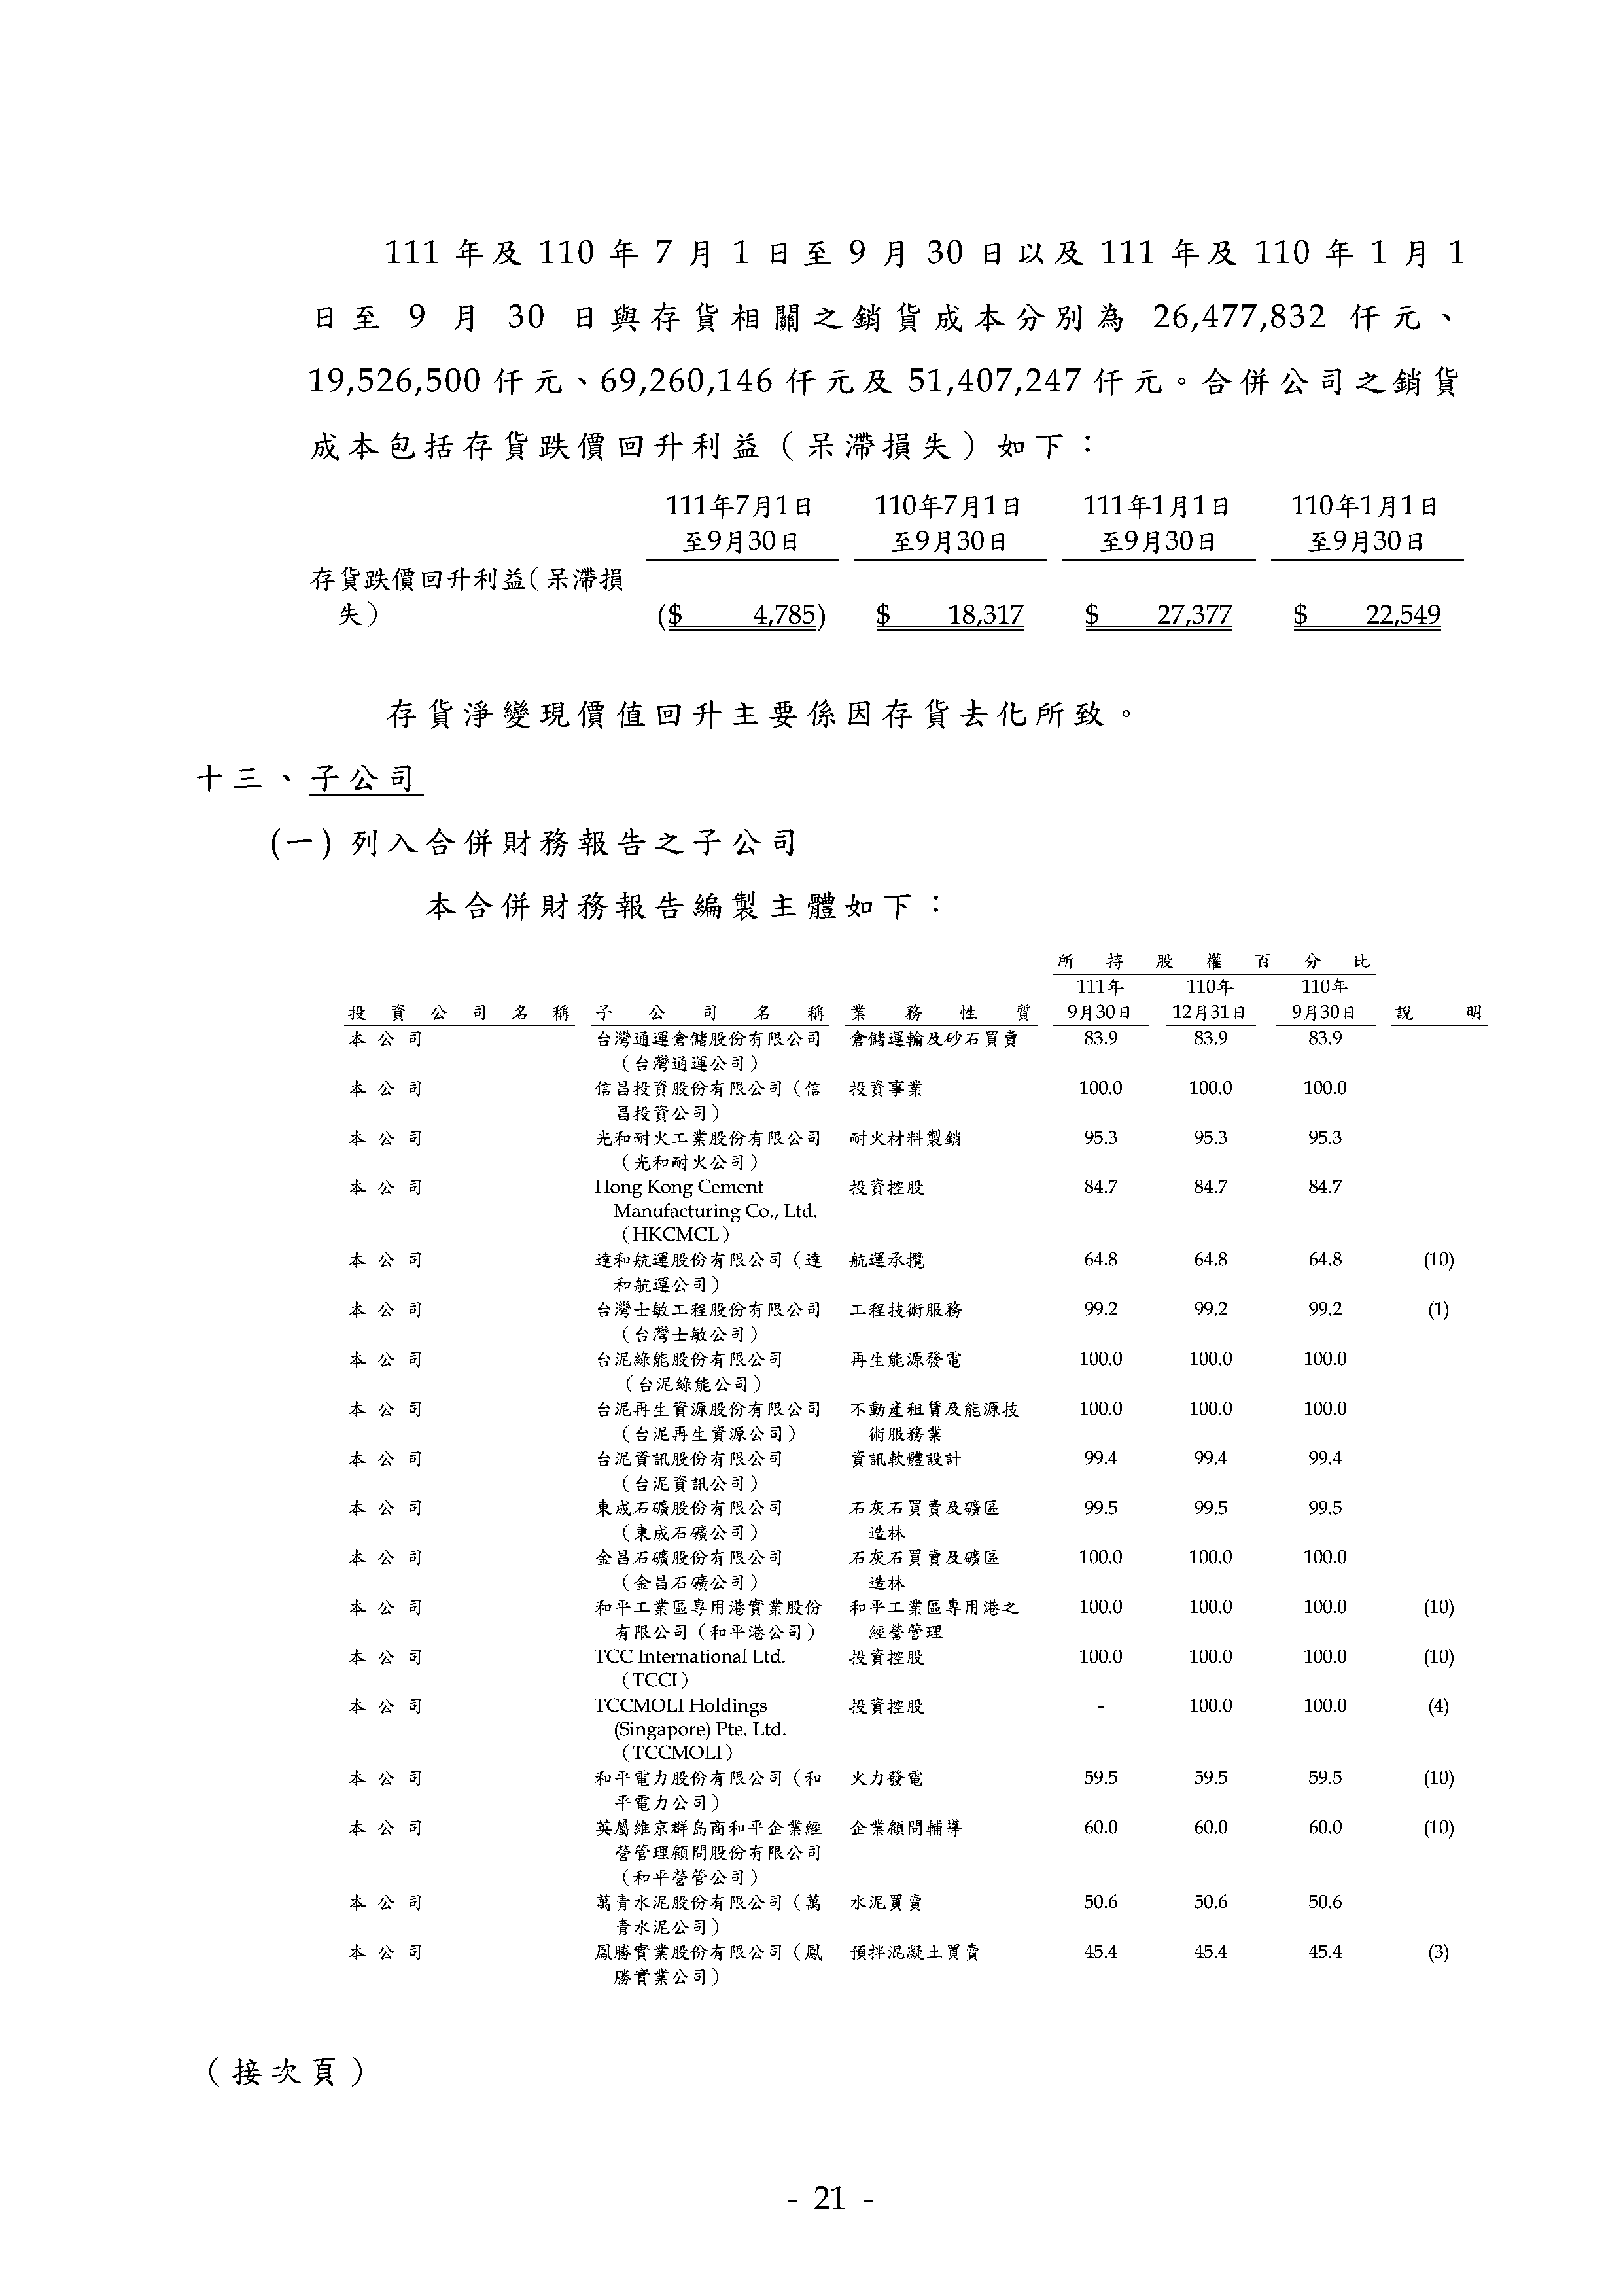 111 年及 110 年 7 月 1 日至 9 月 30 日以及 111 年及 110 年 1 月 1
日至 9 月 30 日與存貨相關之銷貨成本分別為 26,477,832 仟元、
19,526,500 仟元、69,260,146 仟元及 51,407,247 仟元。合併公司之銷貨
成本包括存貨跌價回升利益（呆滯損失）如下：
111年7月1日 110年7月1日 111年1月1日 110年1月1日
至9月30日 至9月30日 至9月30日 至9月30日
存貨跌價回升利益（呆滯損
失） ($ 4,785) $ 18,317 $ 27,377 $ 22,549
存貨淨變現價值回升主要係因存貨去化所致。
十三、子公司
(一) 列入合併財務報告之子公司
本合併財務報告編製主體如下：
所持股權百分比
111年 110年 110年
投資公司名稱 子公司名稱 業務性質 9月30日 12月31日 9月30日 說明
本公司 台灣通運倉儲股份有限公司 倉儲運輸及砂石買賣 83.9 83.9 83.9
（台灣通運公司）
本公司 信昌投資股份有限公司（信 投資事業 100.0 100.0 100.0
昌投資公司）
本公司 光和耐火工業股份有限公司 耐火材料製銷 95.3 95.3 95.3
（光和耐火公司）
本公司 Hong Kong Cement 投資控股 84.7 84.7 84.7
Manufacturing Co., Ltd.
（HKCMCL）
本公司 達和航運股份有限公司（達 航運承攬 64.8 64.8 64.8 (10)
和航運公司）
本公司 台灣士敏工程股份有限公司 工程技術服務 99.2 99.2 99.2 (1)
（台灣士敏公司）
本公司 台泥綠能股份有限公司 再生能源發電 100.0 100.0 100.0
（台泥綠能公司）
本公司 台泥再生資源股份有限公司 不動產租賃及能源技 100.0 100.0 100.0
（台泥再生資源公司） 術服務業
本公司 台泥資訊股份有限公司 資訊軟體設計 99.4 99.4 99.4
（台泥資訊公司）
本公司 東成石礦股份有限公司 石灰石買賣及礦區 99.5 99.5 99.5
（東成石礦公司） 造林
本公司 金昌石礦股份有限公司 石灰石買賣及礦區 100.0 100.0 100.0
（金昌石礦公司） 造林
本公司 和平工業區專用港實業股份 和平工業區專用港之 100.0 100.0 100.0 (10)
有限公司（和平港公司） 經營管理
本公司 TCC International Ltd. 投資控股 100.0 100.0 100.0 (10)
（TCCI）
本公司 TCCMOLI Holdings 投資控股 - 100.0 100.0 (4)
(Singapore) Pte. Ltd.
（TCCMOLI）
本公司 和平電力股份有限公司（和 火力發電 59.5 59.5 59.5 (10)
平電力公司）
本公司 英屬維京群島商和平企業經 企業顧問輔導 60.0 60.0 60.0 (10)
營管理顧問股份有限公司
（和平營管公司）
本公司 萬青水泥股份有限公司（萬 水泥買賣 50.6 50.6 50.6
青水泥公司）
本公司 鳳勝實業股份有限公司（鳳 預拌混凝土買賣 45.4 45.4 45.4 (3)
勝實業公司）
（接次頁）
- 21 -